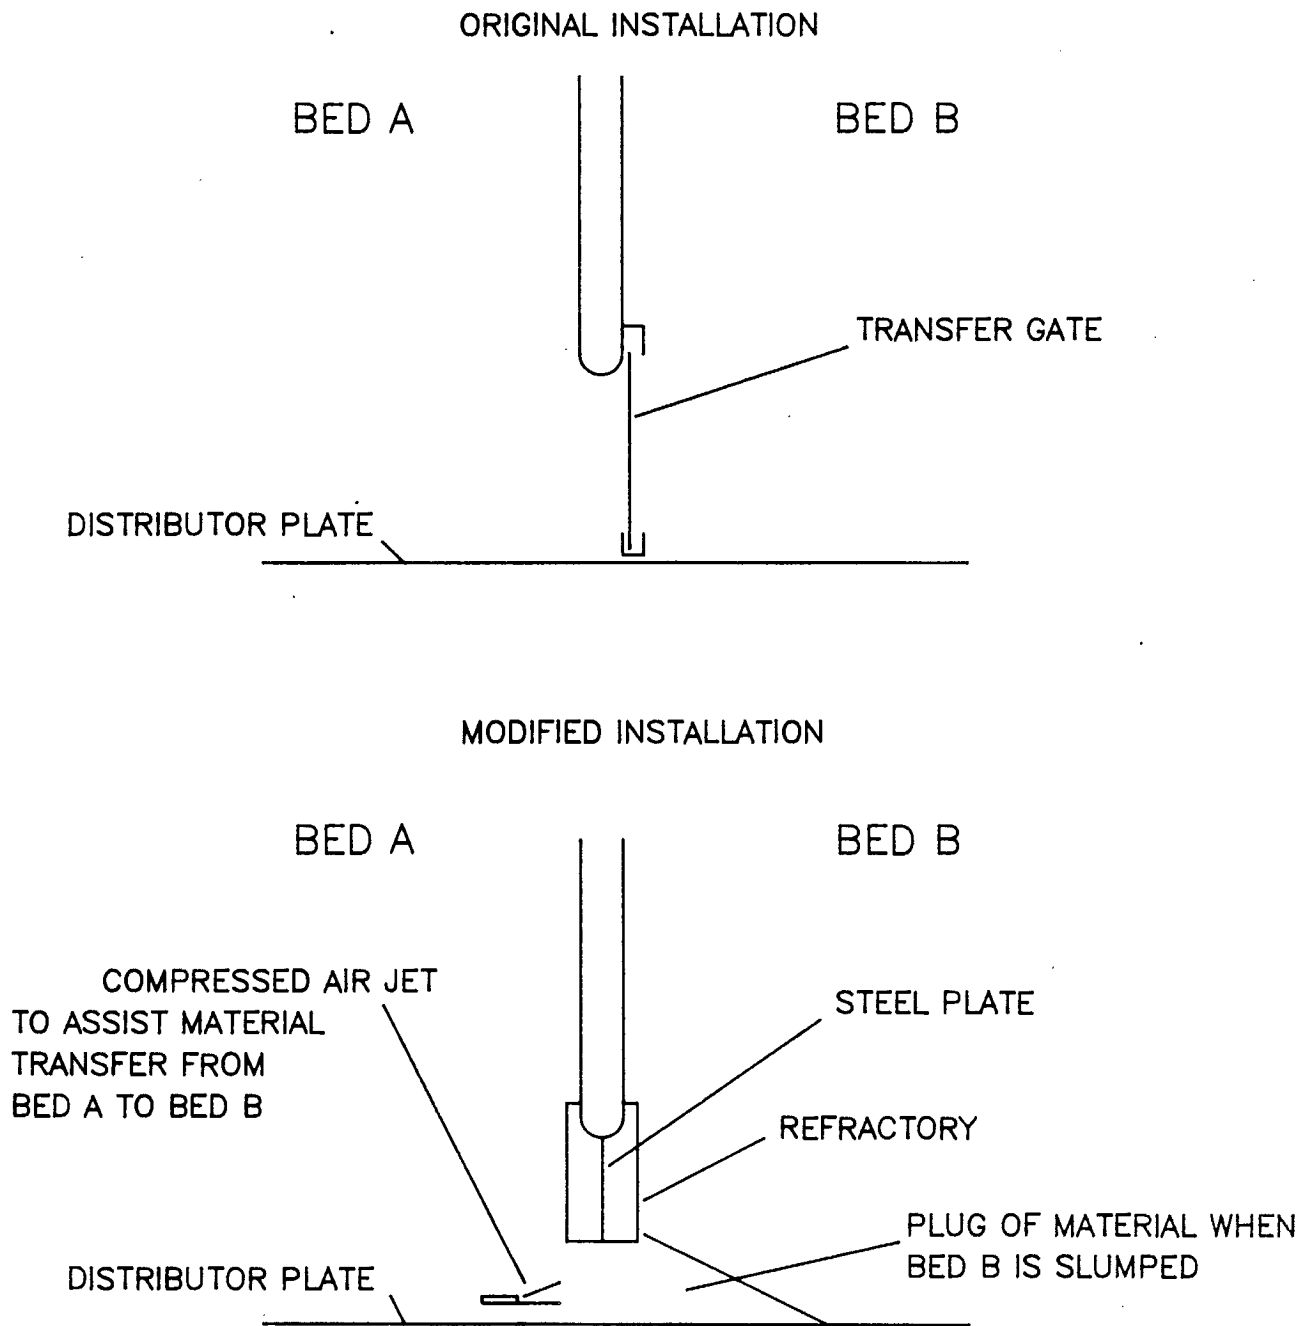 ORIGINAL INSTALLATION
BED A
BED B
TRANSFER GATE
DISTRIBUTOR PLATE
MODIFIED INSTALLATION
BED A
BED B
COMPRESSED AIR JET
TO ASSIST MATERIAL
TRANSFER FROM
BED A TO BED B
STEEL PLATE
REFRACTORY
PLUG OF MATERIAL WHEN
BED B IS SLUMPED
DISTRIBUTOR PLATE